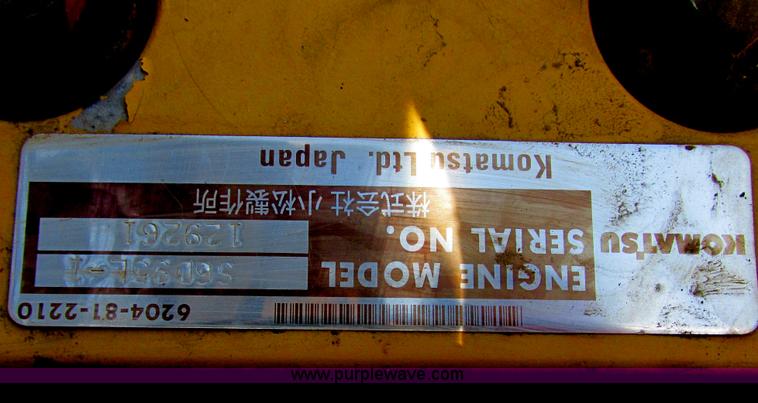 6204-81-2210
KOMATSU
ENGINE MODEL S6D95L-1
SERIAL NO. 129261
株式会社 小松製作所
Komatsu Ltd. Japan
www.purplewave.com